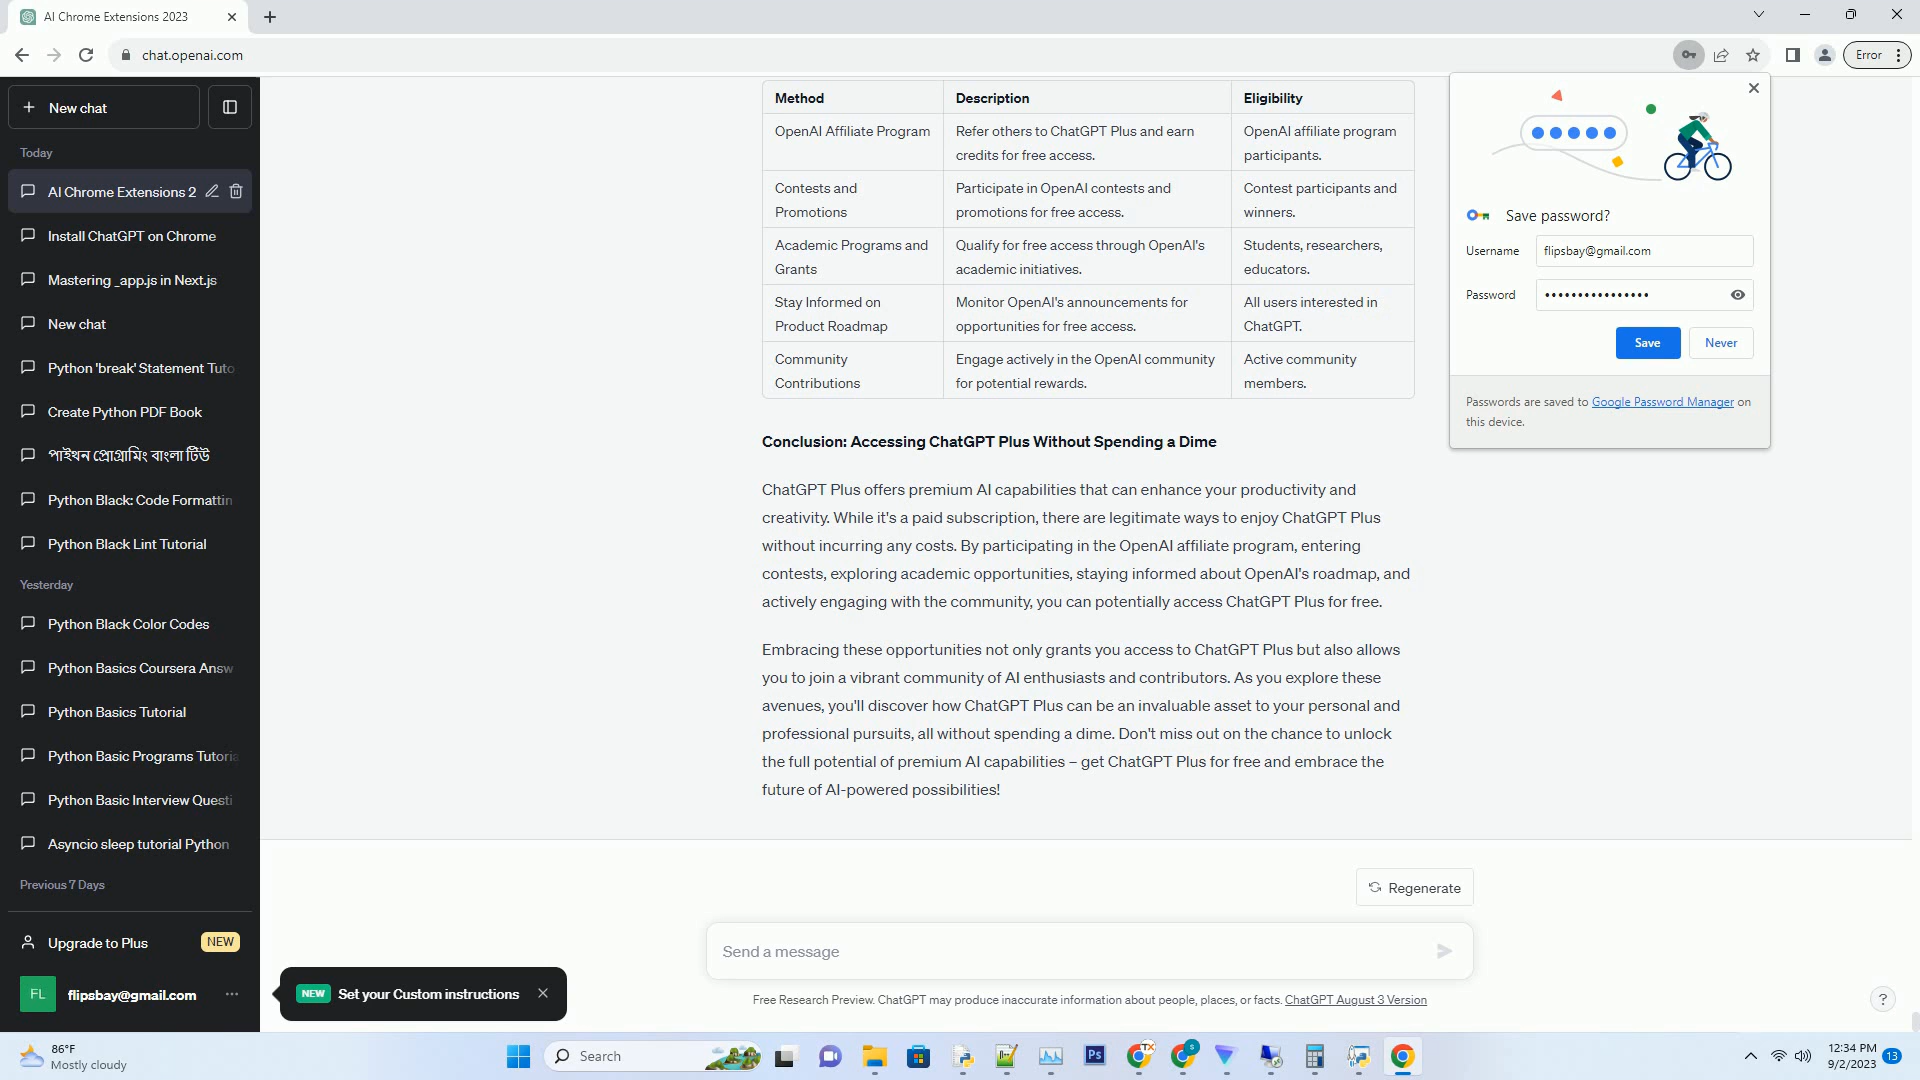 AI Chrome Extensions 2023
chat.openai.com
Error
New chat
Today
AI Chrome Extensions 2
Install ChatGPT on Chrome
Mastering _app.js in Next.js
New chat
Python 'break' Statement Tuto
Create Python PDF Book
পাইথন প্রোগ্রামিং বাংলা টিউ
Python Black: Code Formattin
Python Black Lint Tutorial
Yesterday
Python Black Color Codes
Python Basics Coursera Answ
Python Basics Tutorial
Python Basic Programs Tutoria
Python Basic Interview Questi
Asyncio sleep tutorial Python
Previous 7 Days
Upgrade to Plus NEW
FL flipsbay@gmail.com
Method Description Eligibility
OpenAI Affiliate Program Refer others to ChatGPT Plus and earn OpenAI affiliate program
credits for free access. participants.
Contests and Participate in OpenAI contests and Contest participants and
Promotions promotions for free access. winners.
Academic Programs and Qualify for free access through OpenAI's Students, researchers,
Grants academic initiatives. educators.
Stay Informed on Monitor OpenAI's announcements for All users interested in
Product Roadmap opportunities for free access. ChatGPT.
Community Engage actively in the OpenAI community Active community
Contributions for potential rewards. members.
Conclusion: Accessing ChatGPT Plus Without Spending a Dime
ChatGPT Plus offers premium AI capabilities that can enhance your productivity and
creativity. While it's a paid subscription, there are legitimate ways to enjoy ChatGPT Plus
without incurring any costs. By participating in the OpenAI affiliate program, entering
contests, exploring academic opportunities, staying informed about OpenAI's roadmap, and
actively engaging with the community, you can potentially access ChatGPT Plus for free.
Embracing these opportunities not only grants you access to ChatGPT Plus but also allows
you to join a vibrant community of AI enthusiasts and contributors. As you explore these
avenues, you'll discover how ChatGPT Plus can be an invaluable asset to your personal and
professional pursuits, all without spending a dime. Don't miss out on the chance to unlock
the full potential of premium AI capabilities – get ChatGPT Plus for free and embrace the
future of AI-powered possibilities!
Regenerate
Send a message
Free Research Preview. ChatGPT may produce inaccurate information about people, places, or facts. ChatGPT August 3 Version
NEW Set your Custom instructions
?
Save password?
Username flipsbay@gmail.com
Password ••••••••••••••••
Save Never
Passwords are saved to Google Password Manager on
this device.
86°F
Mostly cloudy
Search
Ps
TX
S
12:34 PM
9/2/2023
13